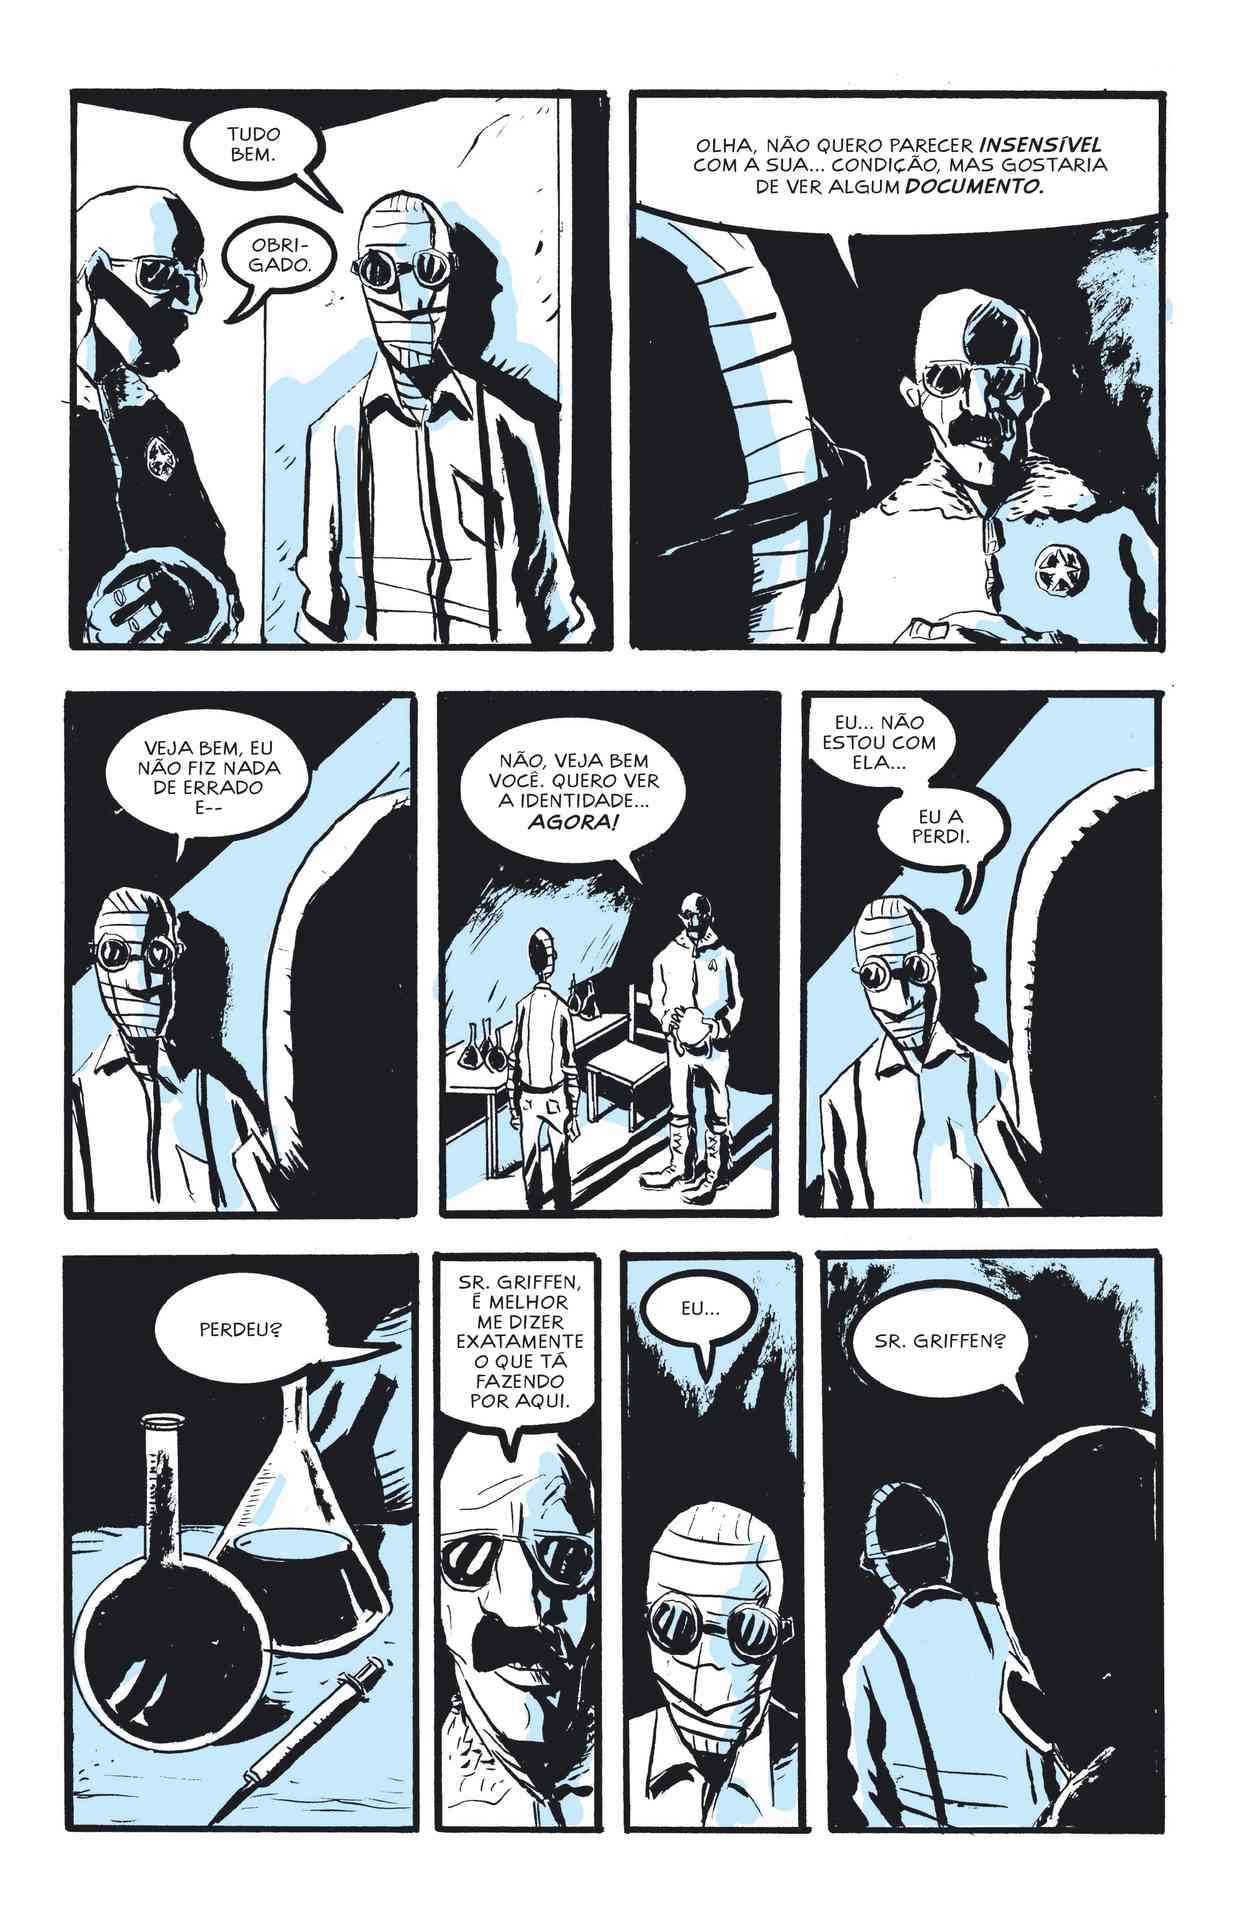 TUDO
BEM.
OBRI-
GADO.
OLHA, NÃO QUERO PARECER INSENSÍVEL
COM A SUA... CONDIÇÃO, MAS GOSTARIA
DE VER ALGUM DOCUMENTO.
VEJA BEM, EU
NÃO FIZ NADA
DE ERRADO
E--
NÃO, VEJA BEM
VOCÊ. QUERO VER
A IDENTIDADE...
AGORA!
EU... NÃO
ESTOU COM
ELA...
EU A
PERDI.
PERDEU?
SR. GRIFFEN,
É MELHOR
ME DIZER
EXATAMENTE
O QUE TÁ
FAZENDO
POR AQUI.
EU...
SR. GRIFFEN?